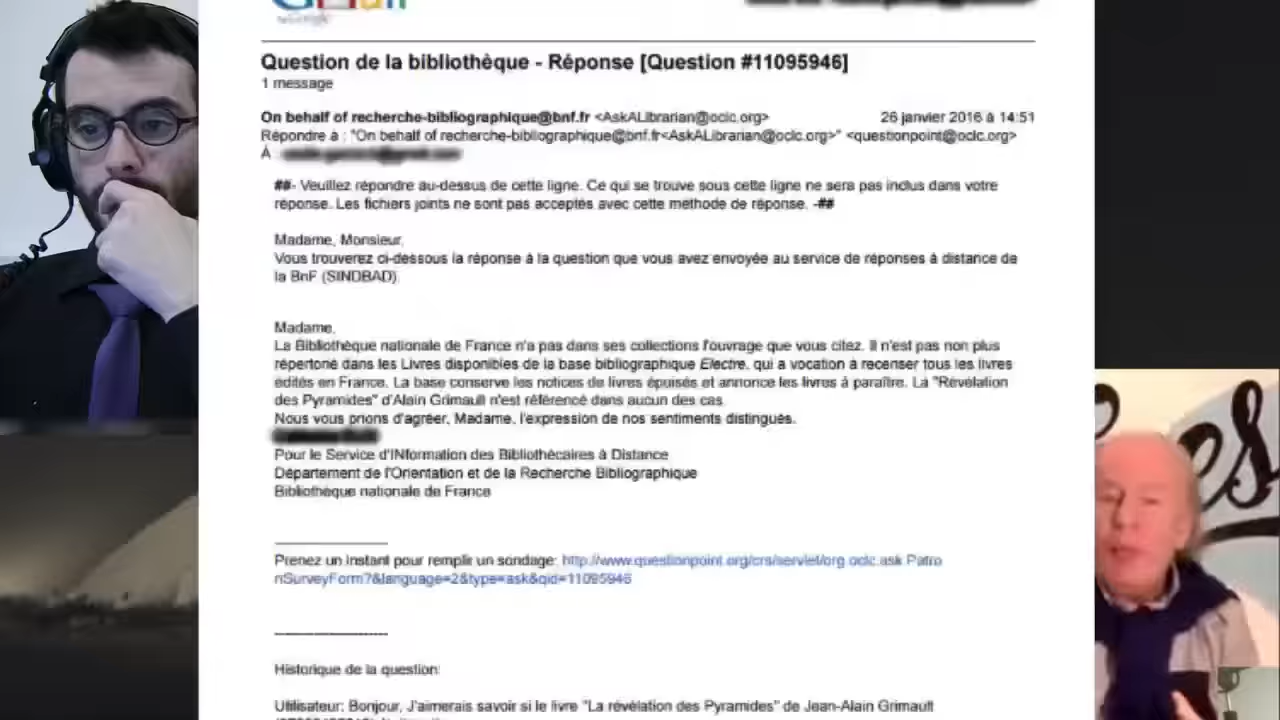 Question de la bibliothèque - Réponse [Question #11095946]
1 message
On behalf of recherche-bibliographique@bnf.fr <AskALibrarian@oclc.org> 26 janvier 2016 à 14:51
Répondre à : "On behalf of recherche-bibliographique@bnf.fr<AskALibrarian@oclc.org>" <questionpoint@oclc.org>
À
##- Veuillez répondre au-dessus de cette ligne. Ce qui se trouve sous cette ligne ne sera pas inclus dans votre
réponse. Les fichiers joints ne sont pas acceptés avec cette méthode de réponse. -##
Madame, Monsieur,
Vous trouverez ci-dessous la réponse à la question que vous avez envoyée au service de réponses à distance de
la BnF (SINDBAD).
Madame,
La Bibliothèque nationale de France n'a pas dans ses collections l'ouvrage que vous citez. Il n'est pas non plus
répertorié dans les Livres disponibles de la base bibliographique Electre, qui a vocation à recenser tous les livres
édités en France. La base conserve les notices de livres épuisés et annonce les livres à paraître. La "Révélation
des Pyramides" d'Alain Grimault n'est référencé dans aucun des cas.
Nous vous prions d'agréer, Madame, l'expression de nos sentiments distingués.
Pour le Service d'INformation des Bibliothécaires à Distance
Département de l'Orientation et de la Recherche Bibliographique
Bibliothèque nationale de France
Prenez un instant pour remplir un sondage: http://www.questionpoint.org/crs/servlet/org.oclc.ask.Patro
nSurveyForm?&language=2&type=ask&qid=11095946
Historique de la question:
Utilisateur: Bonjour, J'aimerais savoir si le livre "La révélation des Pyramides" de Jean-Alain Grimault
es